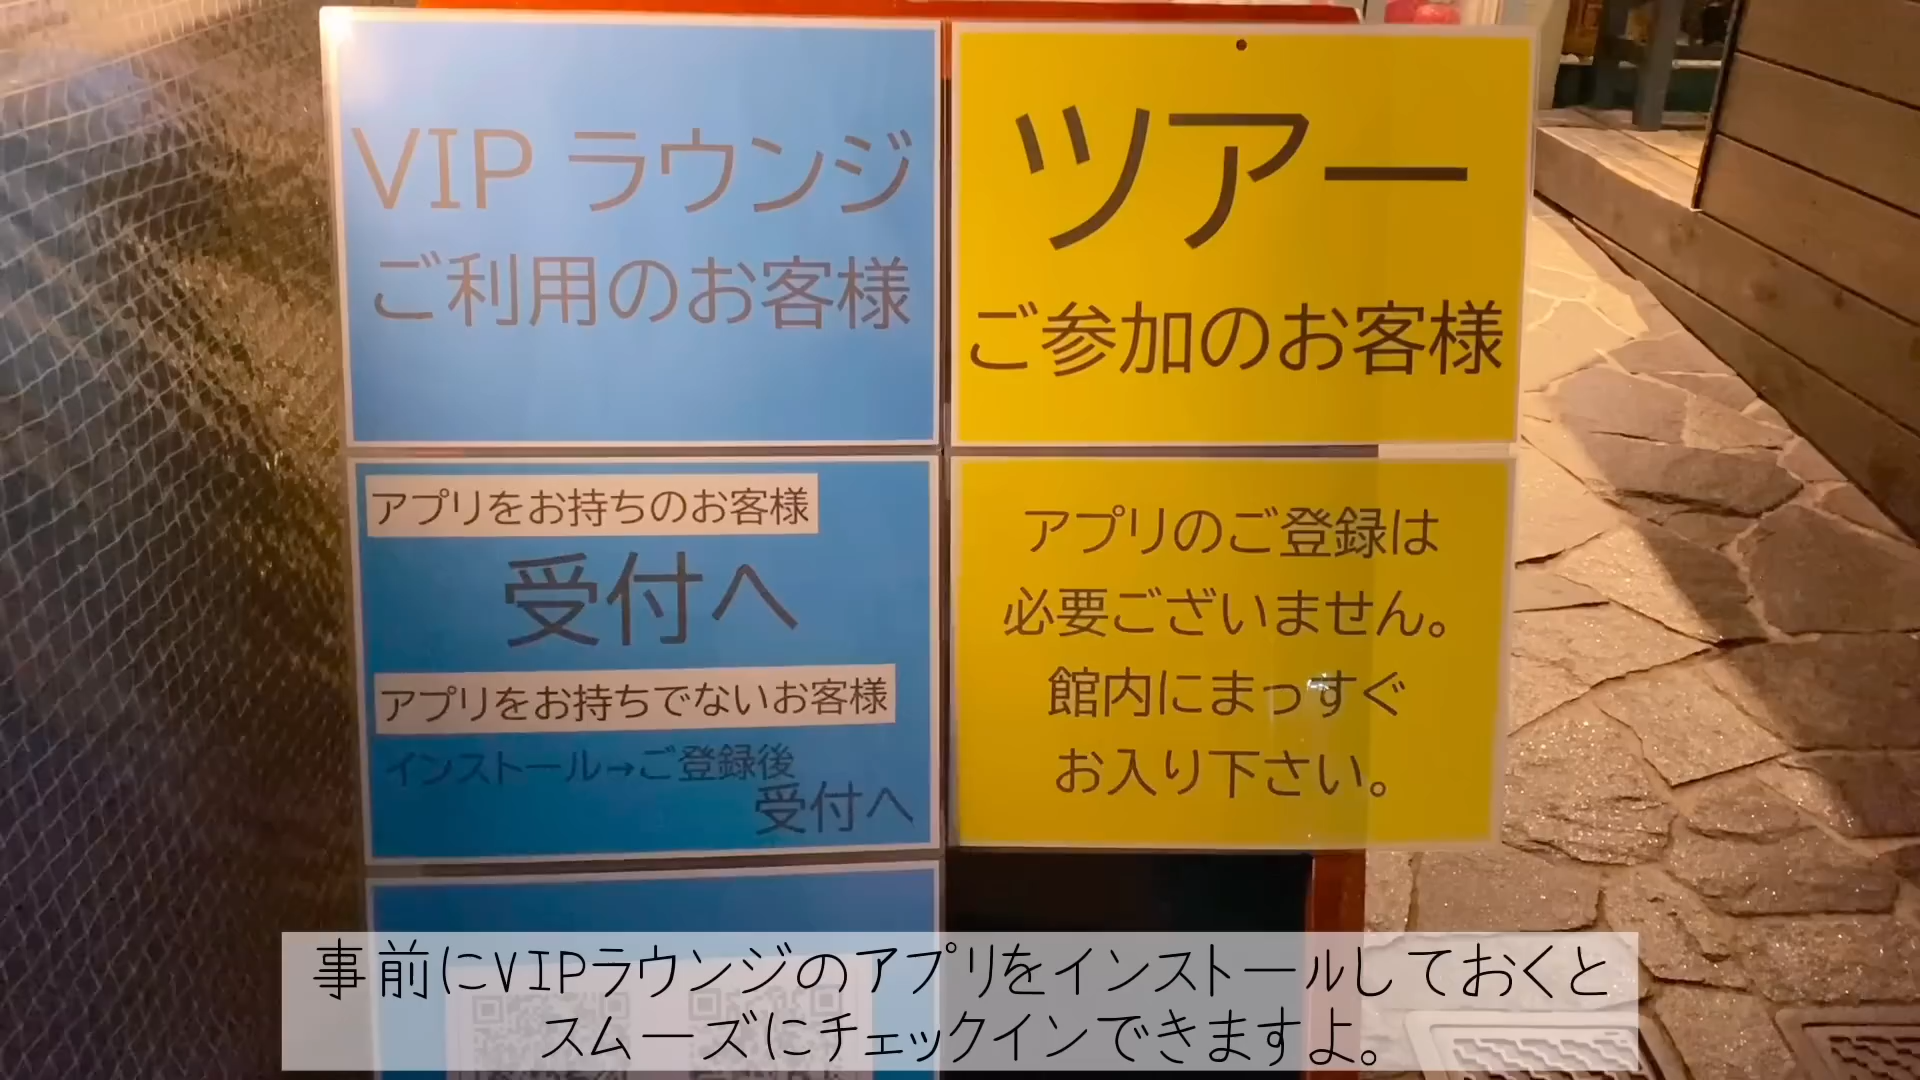 VIP ラウンジ
ご利用のお客様
アプリをお持ちのお客様
受付へ
アプリをお持ちでないお客様
インストール→ご登録後
受付へ
ツアー
ご参加のお客様
アプリのご登録は
必要ございません。
館内にまっすぐ
お入り下さい。
事前にVIPラウンジのアプリをインストールしておくと
スムーズにチェックインできますよ。